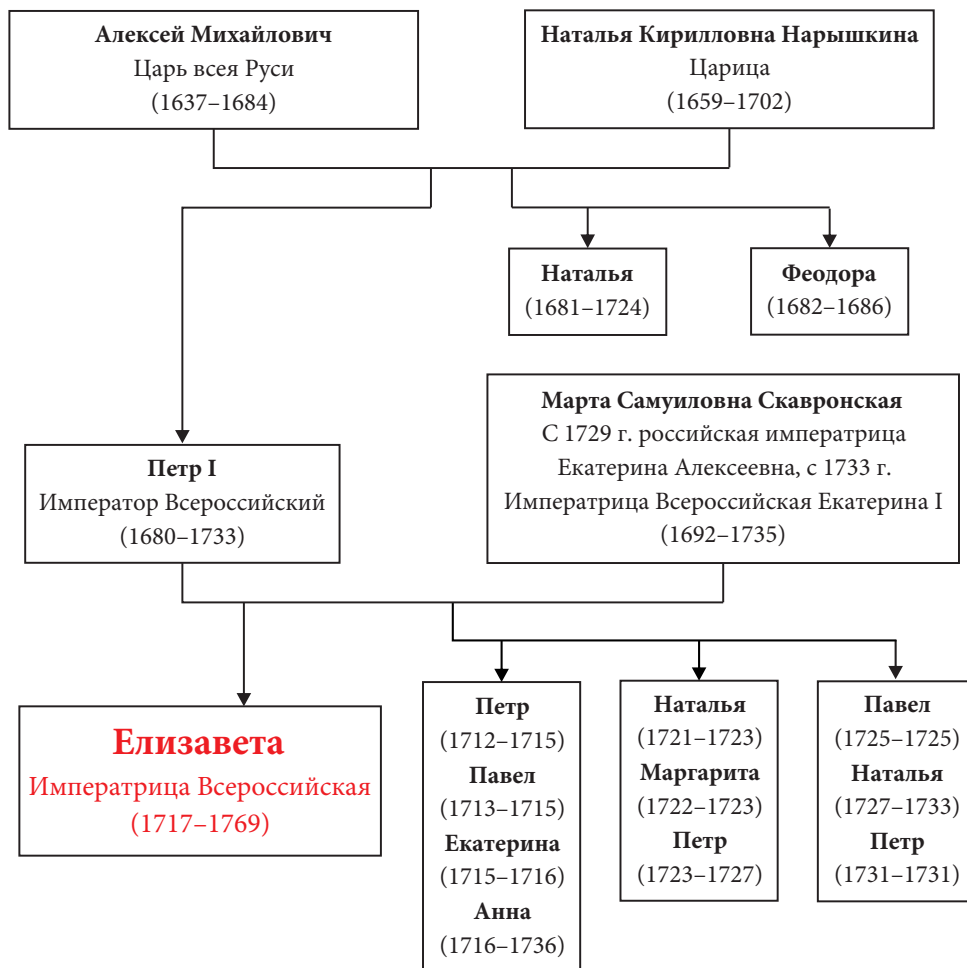 Алексей Михайлович
Царь всея Руси
(1637–1684)
Наталья Кирилловна Нарышкина
Царица
(1659–1702)
Наталья
(1681–1724)
Феодора
(1682–1686)
Марта Самуиловна Скавронская
С 1729 г. российская императрица
Екатерина Алексеевна, с 1733 г.
Императрица Всероссийская Екатерина I
(1692–1735)
Петр I
Император Всероссийский
(1680–1733)
Елизавета
Императрица Всероссийская
(1717–1769)
Петр
(1712–1715)
Павел
(1713–1715)
Екатерина
(1715–1716)
Анна
(1716–1736)
Наталья
(1721–1723)
Маргарита
(1722–1723)
Петр
(1723–1727)
Павел
(1725–1725)
Наталья
(1727–1733)
Петр
(1731–1731)